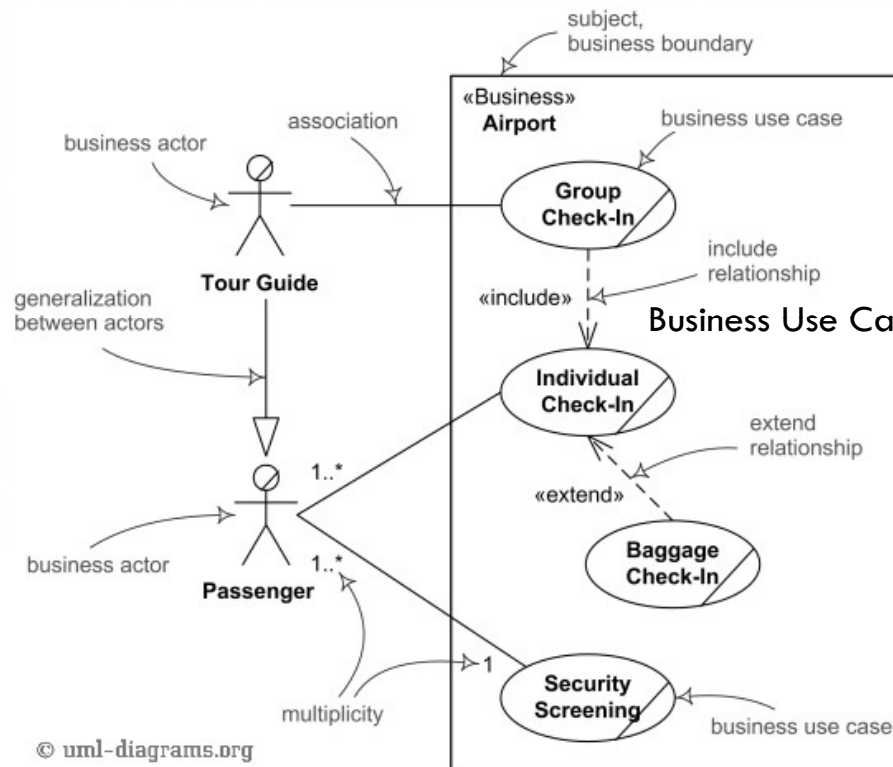 subject,
business boundary
«Business»
Airport
business use case
association
business actor
Group
Check-In
include
relationship
Tour Guide
«include»
generalization
between actors
Business Use Ca
Individual
Check-In
extend
relationship
1..*
«extend»
business actor
1..*
Baggage
Check-In
Passenger
1
Security
Screening
multiplicity
business use case
© uml-diagrams.org